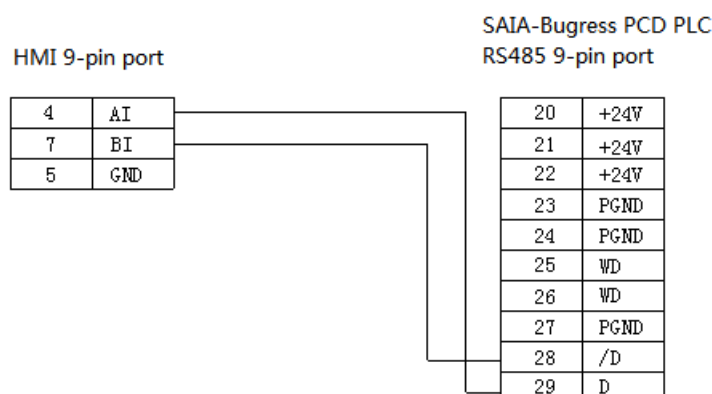 SAIA-Bugress PCD PLC
HMI 9-pin port
RS485 9-pin port
4 AI
7 BI
5 GND
20 +24V
21 +24V
22 +24V
23 PGND
24 PGND
25 WD
26 WD
27 PGND
28 /D
29 D